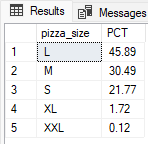 Results Messages
pizza_size PCT
1 L 45.89
2 M 30.49
3 S 21.77
4 XL 1.72
5 XXL 0.12